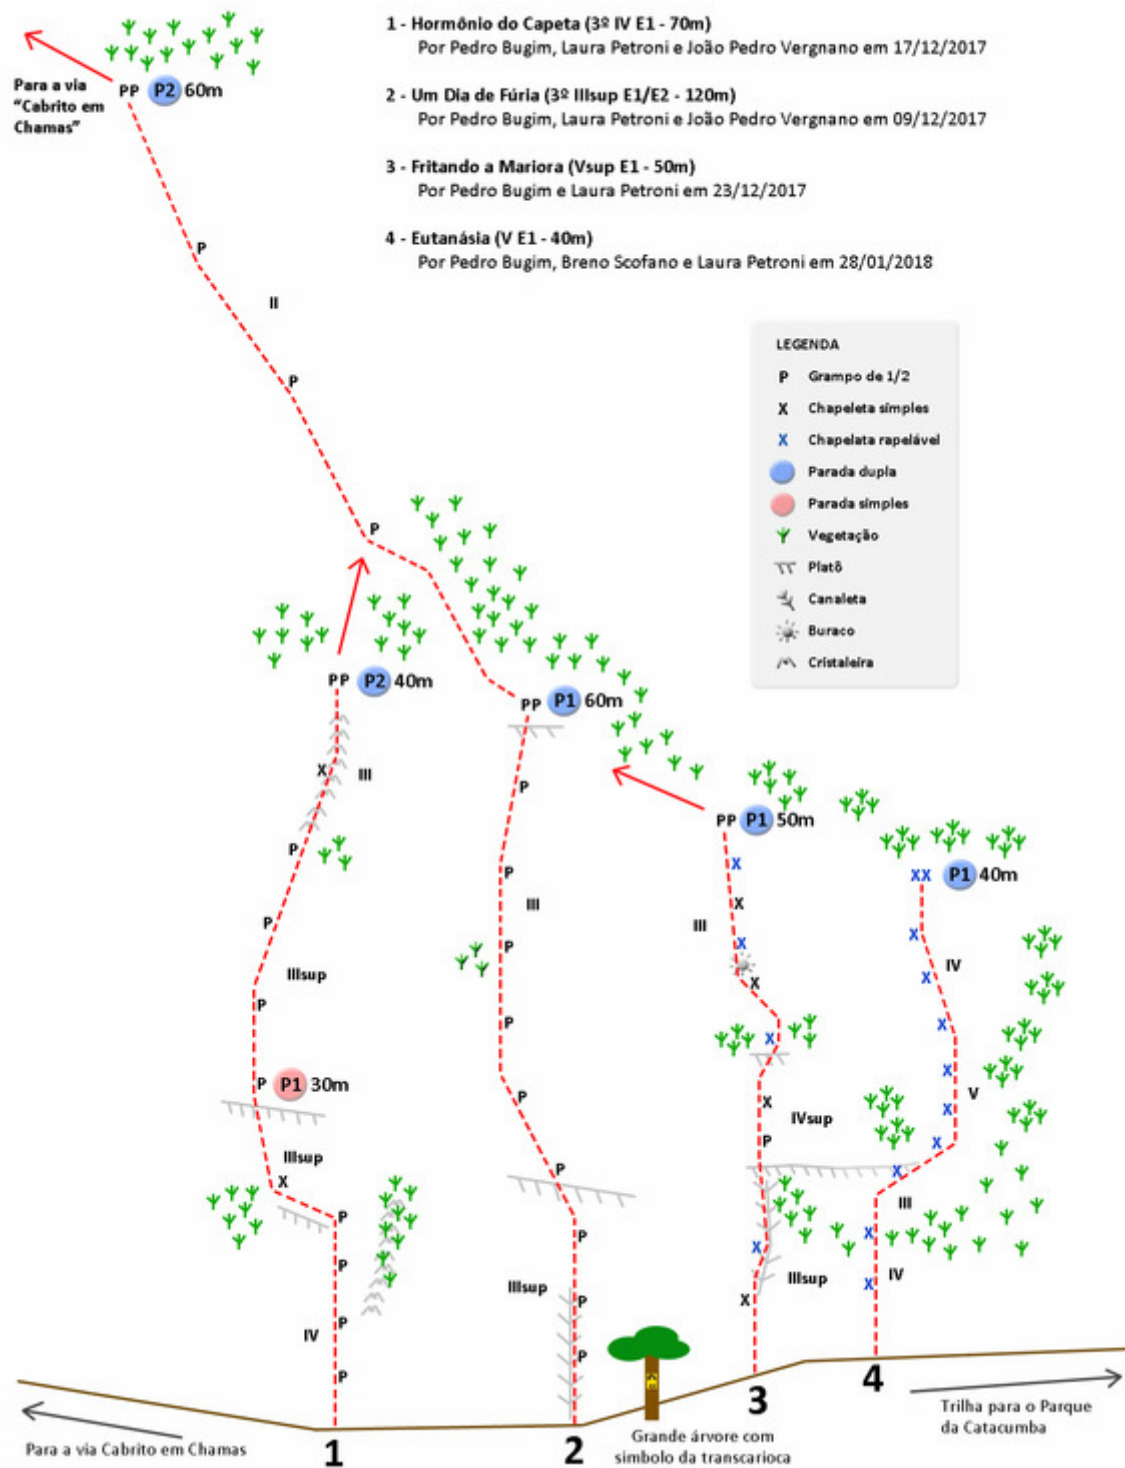 1 - Hormônio do Capeta (3º IV E1 - 70m)
Por Pedro Bugim, Laura Petroni e João Pedro Vergnano em 17/12/2017
2 - Um Dia de Fúria (3º IIIsup E1/E2 - 120m)
Por Pedro Bugim, Laura Petroni e João Pedro Vergnano em 09/12/2017
3 - Fritando a Mariora (Vsup E1 - 50m)
Por Pedro Bugim e Laura Petroni em 23/12/2017
4 - Eutanásia (V E1 - 40m)
Por Pedro Bugim, Breno Scofano e Laura Petroni em 28/01/2018
Para a via
"Cabrito em
Chamas"
PP P2 60m
P
II
P
P
LEGENDA
P Grampo de 1/2
X Chapeleta simples
X Chapelata rapelável
Parada dupla
Parada simples
Vegetação
Platô
Canaleta
Buraco
Cristaleira
PP P2 40m
X III
P
P
IIIsup
P
P P1 30m
IIIsup
X
P
P
IV P
P
PP P1 60m
P
P
III
P
P
P
P
P
IIIsup P
P
PP P1 50m
X
X
III
X
X
X
X
IVsup
P
X
IIIsup
X
XX P1 40m
X
IV
X
X
X
V
X
X
X
III
X
IV
X
1
2
3
4
Para a via Cabrito em Chamas
Grande árvore com
simbolo da transcarioca
Trilha para o Parque
da Catacumba